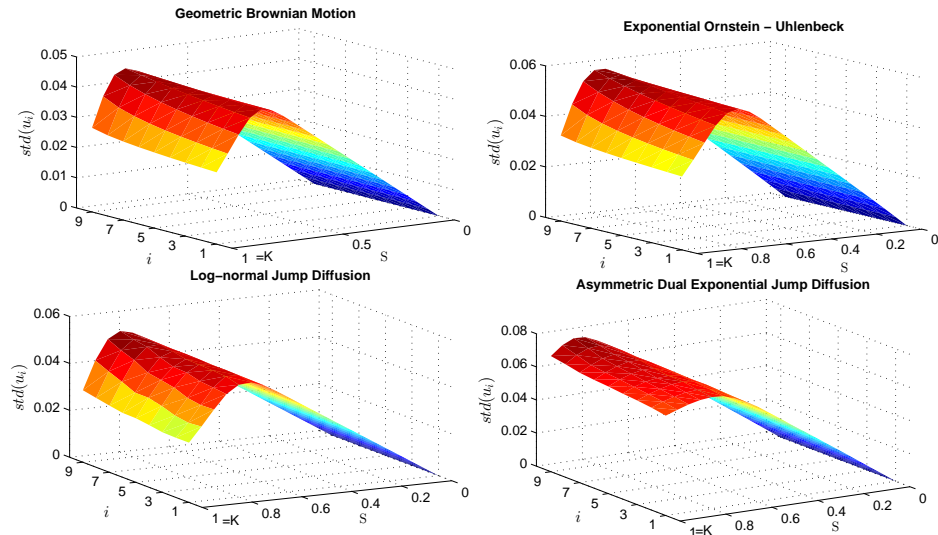 Geometric Brownian Motion
0.05
0.04
0.03
0.02
0.01
0
std(u_i)
9
7
5
3
1
i
1 =K
0.5
0
S
Exponential Ornstein − Uhlenbeck
0.06
0.04
0.02
0
std(u_i)
9
7
5
3
1
i
1 =K
0.8
0.6
0.4
0.2
0
S
Log−normal Jump Diffusion
0.06
0.04
0.02
0
std(u_i)
9
7
5
3
1
i
1 =K
0.8
0.6
0.4
0.2
0
S
Asymmetric Dual Exponential Jump Diffusion
0.08
0.06
0.04
0.02
0
std(u_i)
9
7
5
3
1
i
1=K
0.8
0.6
0.4
0.2
0
S